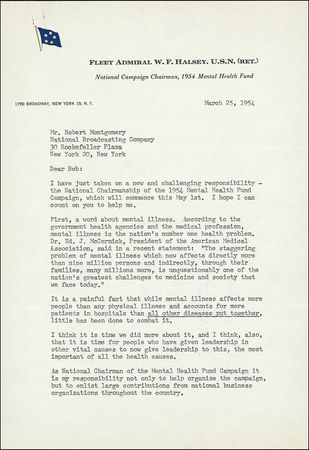 FLEET ADMIRAL W. F. HALSEY, U.S.N. (RET.)
National Campaign Chairman, 1954 Mental Health Fund
1790 BROADWAY, NEW YORK 19, N. Y.
March 25, 1954
Mr. Robert Montgomery
National Broadcasting Company
30 Rockefeller Plaza
New York 20, New York
Dear Bob:
I have just taken on a new and challenging responsibility -
the National Chairmanship of the 1954 Mental Health Fund
Campaign, which will commence this May 1st. I hope I can
count on you to help me.
First, a word about mental illness. According to the
government health agencies and the medical profession,
mental illness is the nation's number one health problem.
Dr. Ed. J. McCormick, President of the American Medical
Association, said in a recent statement: "The staggering
problem of mental illness which now affects directly more
than nine million persons and indirectly, through their
families, many millions more, is unquestionably one of the
nation's greatest challenges to medicine and society that
we face today."
It is a painful fact that while mental illness affects more
people than any physical illness and accounts for more
patients in hospitals than all other diseases put together,
little has been done to combat it.
I think it is time we did more about it, and I think, also,
that it is time for people who have given leadership in
other vital causes to now give leadership to this, the most
important of all the health causes.
As National Chairman of the Mental Health Fund Campaign it
is my responsibility not only to help organize the campaign,
but to enlist large contributions from national business
organizations throughout the country.